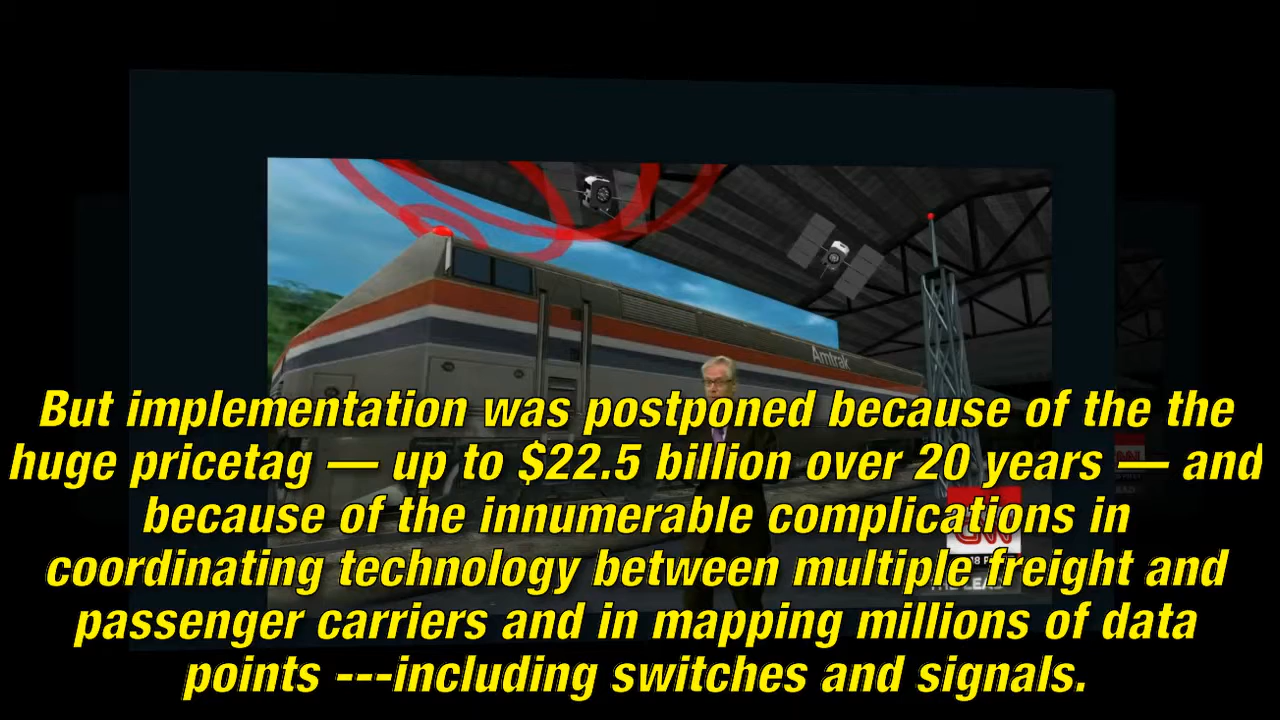 Amtrak
But implementation was postponed because of the the
huge pricetag — up to $22.5 billion over 20 years — and
because of the innumerable complications in
coordinating technology between multiple freight and
passenger carriers and in mapping millions of data
points ---including switches and signals.
CNN